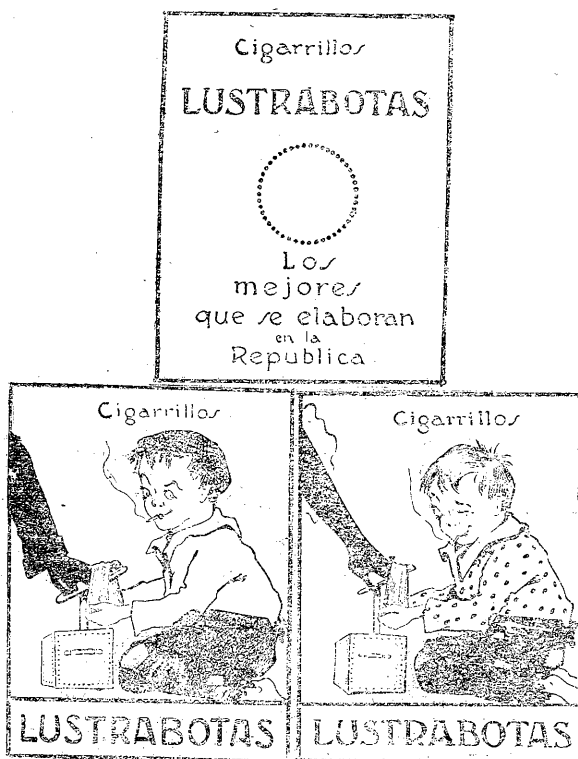 Cigarrillos
LUSTRABOTAS
Los
mejores
que se elaboran
en la
Republica
Cigarrillos
LUSTRABOTAS
Cigarrillos
LUSTRABOTAS